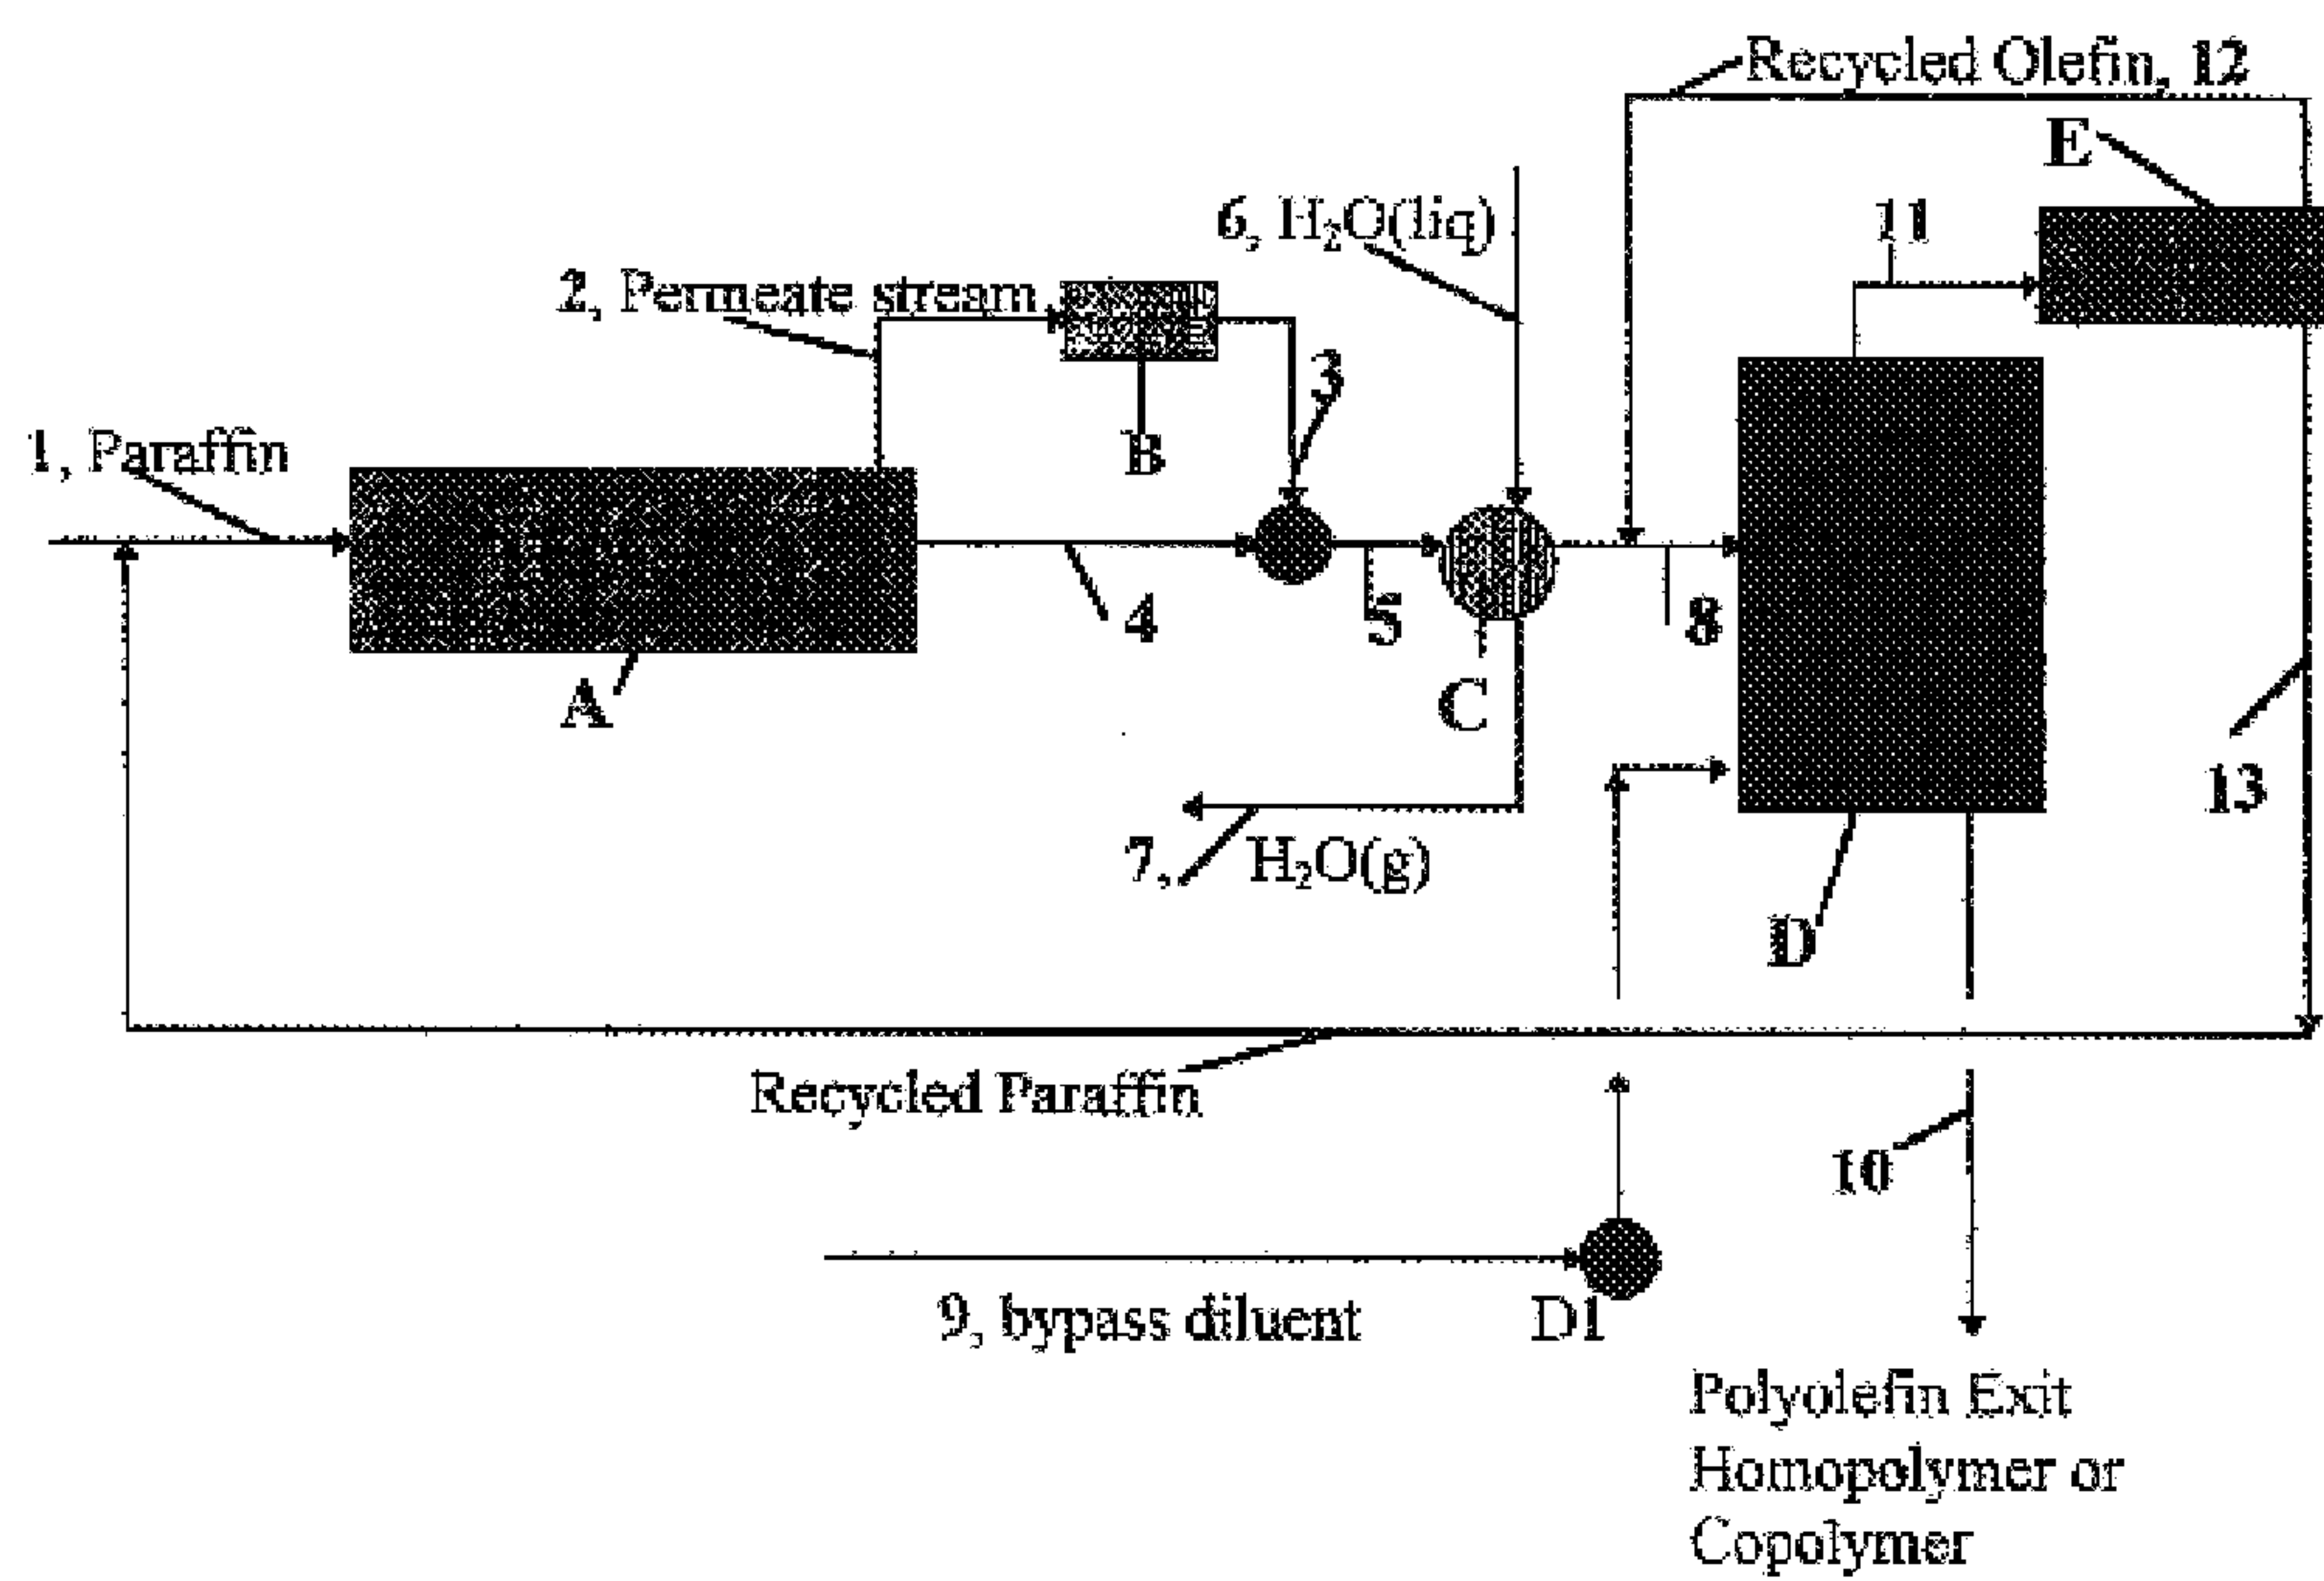 Recycled Olefin, 12
E
11
6, H₂O(liq)
2, Permeate stream
3
B
1, Paraffin
4
5
8
A
C
13
7, H₂O(g)
D
Recycled Paraffin
10
9, bypass diluent
D1
Polyolefin Exit
Homopolymer or
Copolymer